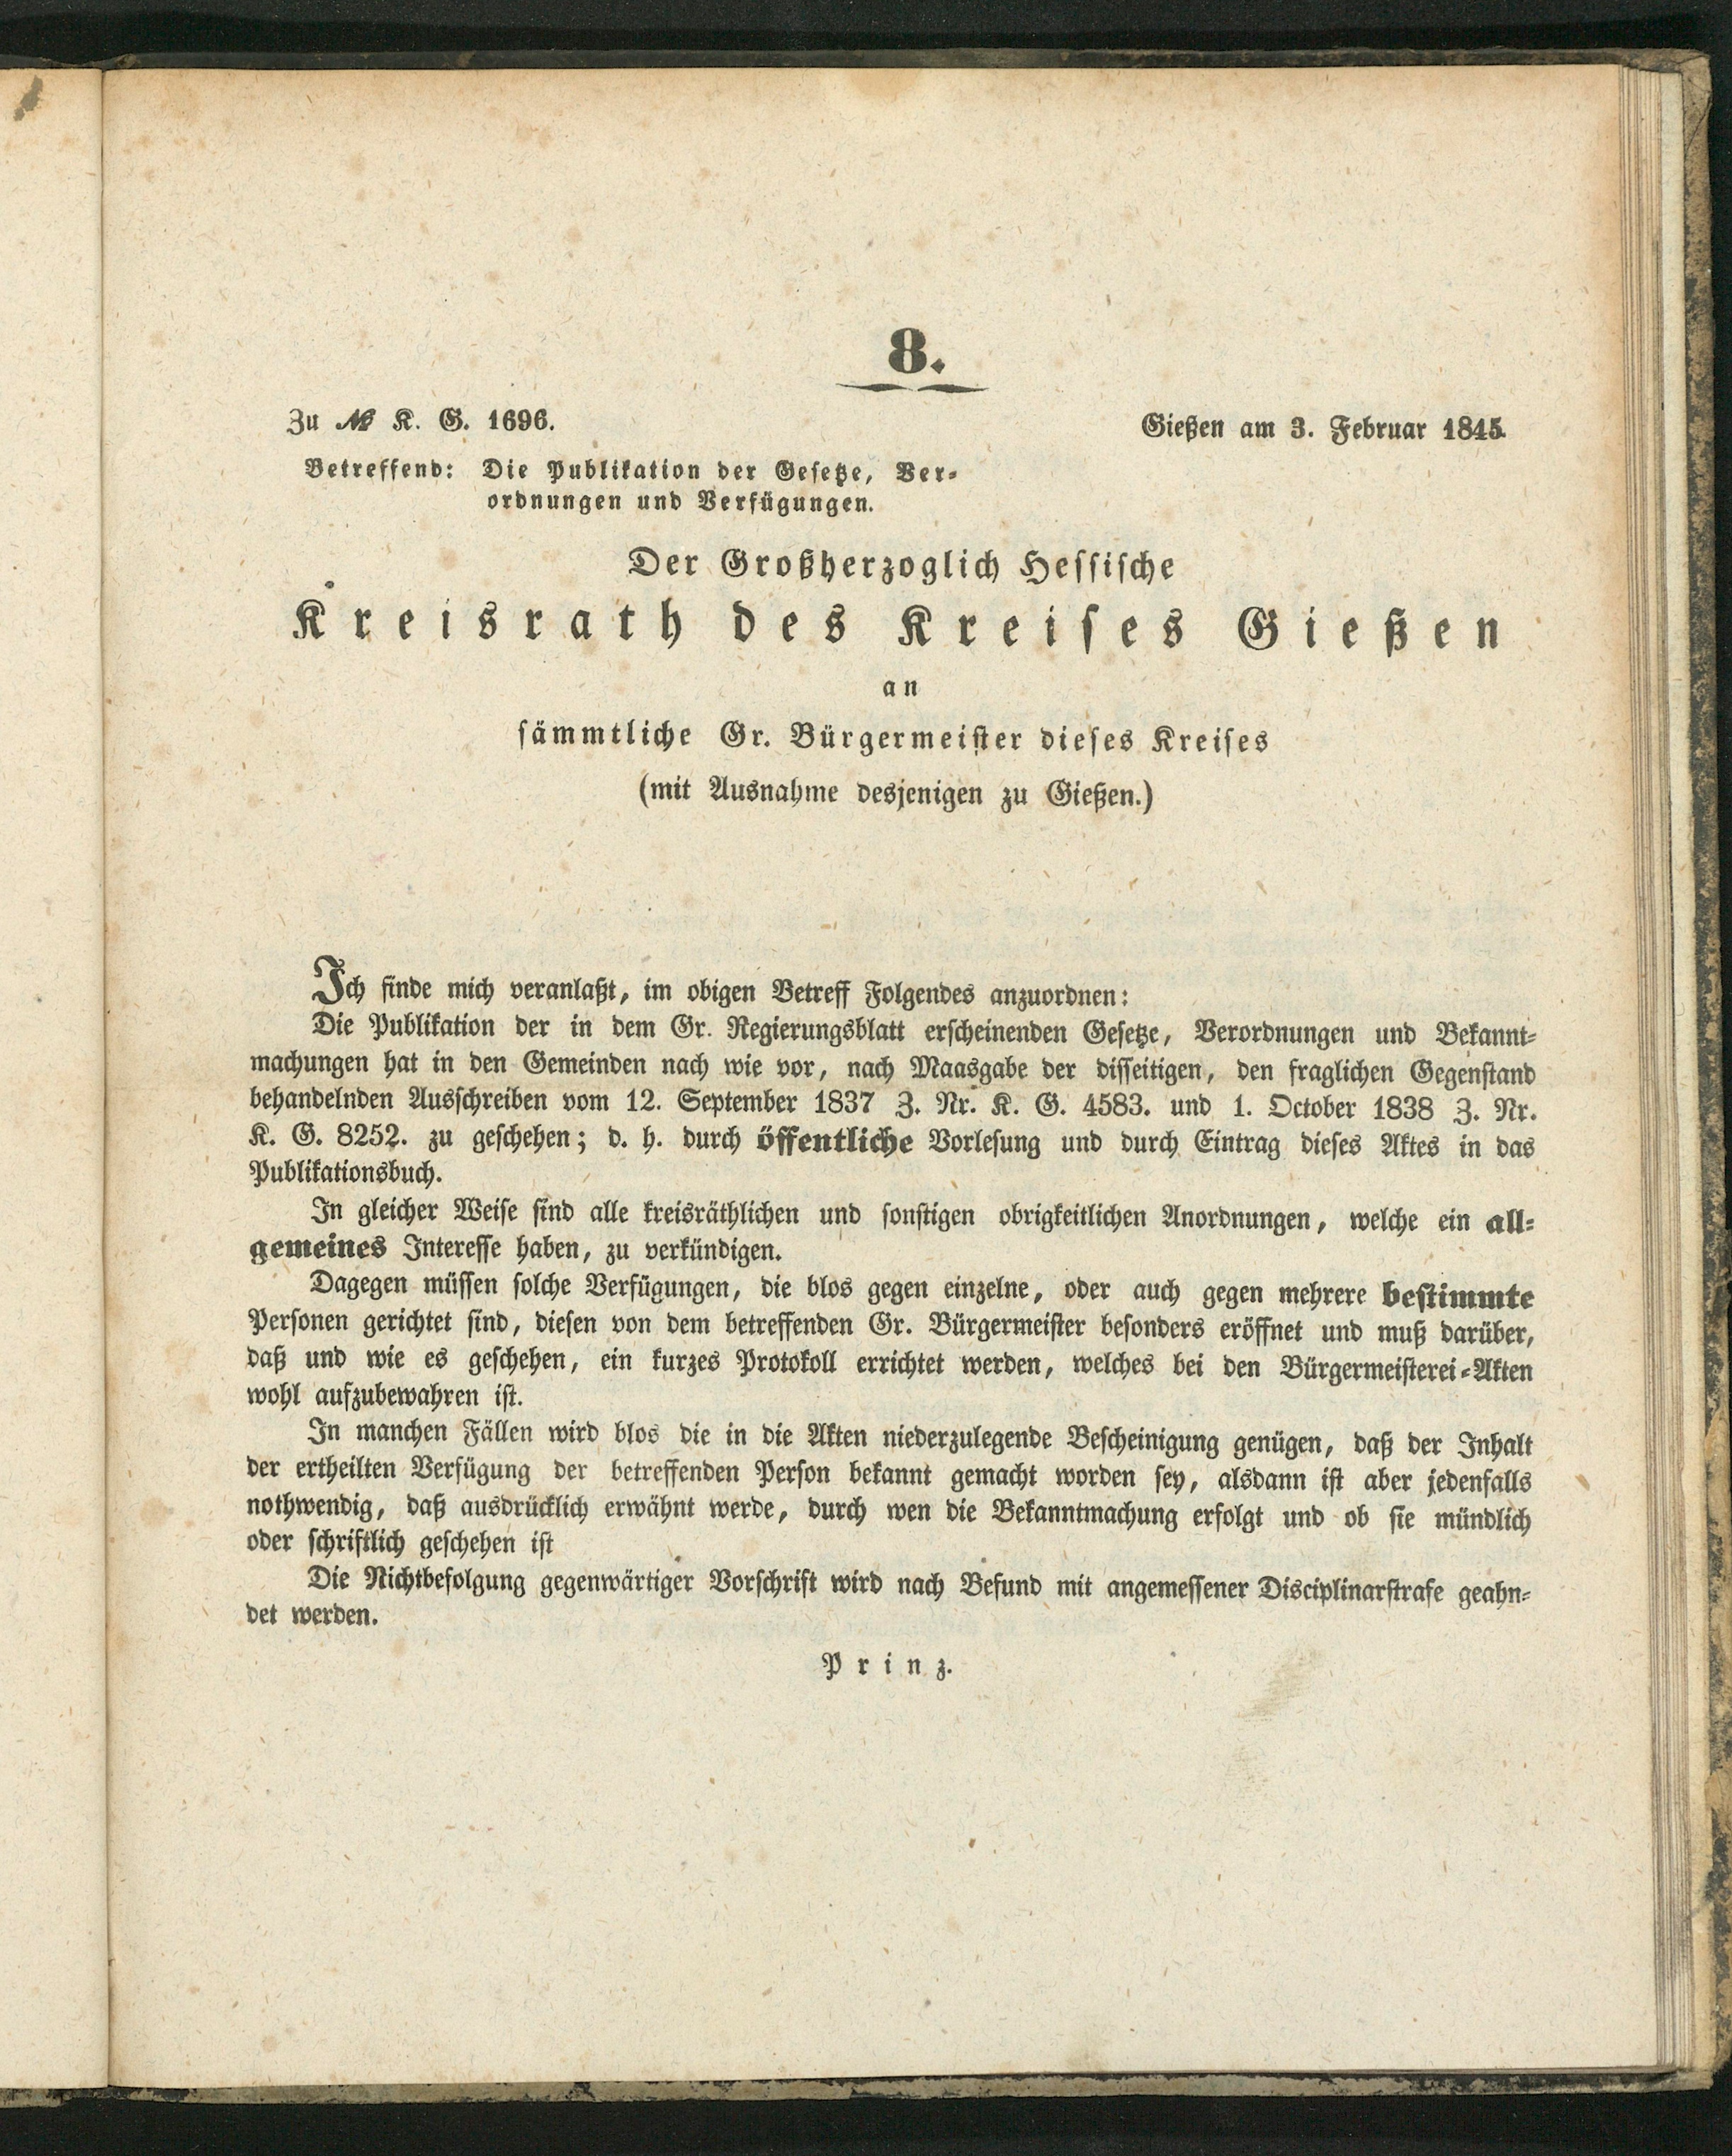 8.
Zu № K. G. 1696.
Gießen am 3. Februar 1845.
Betreffend: Die Publikation der Gesetze, Ver-
ordnungen und Verfügungen.
Der Großherzoglich Hessische
Kreisrath des Kreises Gießen
an
sämmtliche Gr. Bürgermeister dieses Kreises
(mit Ausnahme desjenigen zu Gießen.)
Ich finde mich veranlaßt, im obigen Betreff Folgendes anzuordnen:
Die Publikation der in dem Gr. Regierungsblatt erscheinenden Gesetze, Verordnungen und Bekannt-
machungen hat in den Gemeinden nach wie vor, nach Maasgabe der disseitigen, den fraglichen Gegenstand
behandelnden Ausschreiben vom 12. September 1837 Z. Nr. K. G. 4583. und 1. October 1838 Z. Nr.
K. G. 8252. zu geschehen; d. h. durch öffentliche Vorlesung und durch Eintrag dieses Aktes in das
Publikationsbuch.
In gleicher Weise sind alle kreisräthlichen und sonstigen obrigkeitlichen Anordnungen, welche ein all-
gemeines Interesse haben, zu verkündigen.
Dagegen müssen solche Verfügungen, die blos gegen einzelne, oder auch gegen mehrere bestimmte
Personen gerichtet sind, diesen von dem betreffenden Gr. Bürgermeister besonders eröffnet und muß darüber,
daß und wie es geschehen, ein kurzes Protokoll errichtet werden, welches bei den Bürgermeisterei-Akten
wohl aufzubewahren ist.
In manchen Fällen wird blos die in die Akten niederzulegende Bescheinigung genügen, daß der Inhalt
der ertheilten Verfügung der betreffenden Person bekannt gemacht worden sey, alsdann ist aber jedenfalls
nothwendig, daß ausdrücklich erwähnt werde, durch wen die Bekanntmachung erfolgt und ob sie mündlich
oder schriftlich geschehen ist
Die Nichtbefolgung gegenwärtiger Vorschrift wird nach Befund mit angemessener Disciplinarstrafe geahn-
det werden.
Prinz.